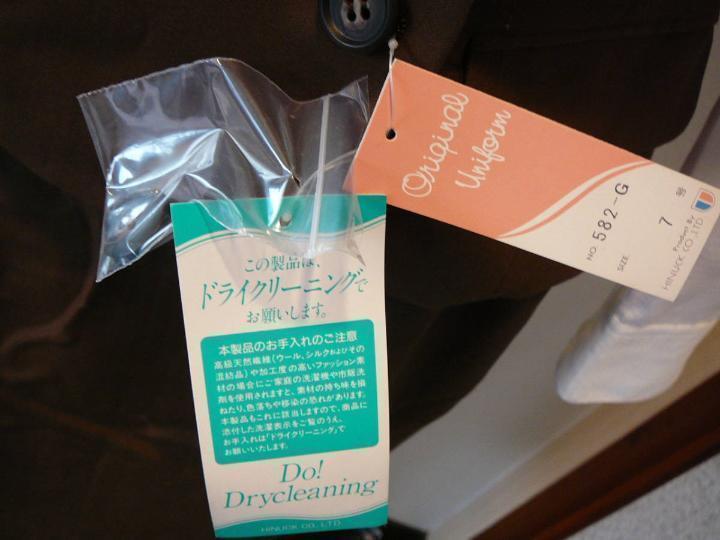 Original
Uniform
NO. 582-G
SIZE 7 号
Product By
HINUCK CO.,LTD
この製品は、
ドライクリーニングで
お願いします。
本製品のお手入れのご注意
高級天然繊維(ウール、シルクおよびその
混紡品)や加工度の高いファッション素
材の場合にご家庭の洗濯機や市販洗
剤を使用されますと、素材の持ち味を損
ねたり、色落ちや移染の恐れがあります。
本製品もこれに該当しますので、商品に
添付した洗濯表示をご覧のうえ、
お手入れは「ドライクリーニング」で
お願いいたします。
Do!
Drycleaning
HINUCK CO., LTD